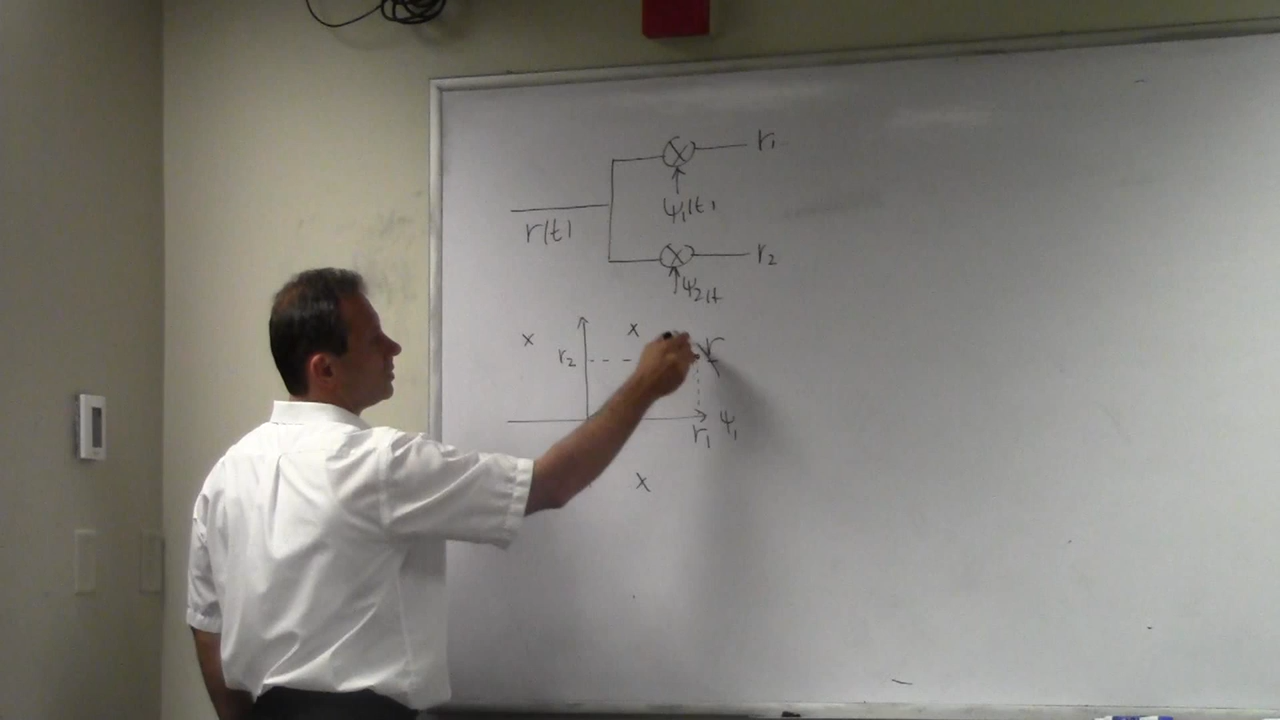 r₁
ψ₁(t)
r(t)
r₂
ψ₂(t
x x
r₂ r
r₁ ψ₁
x